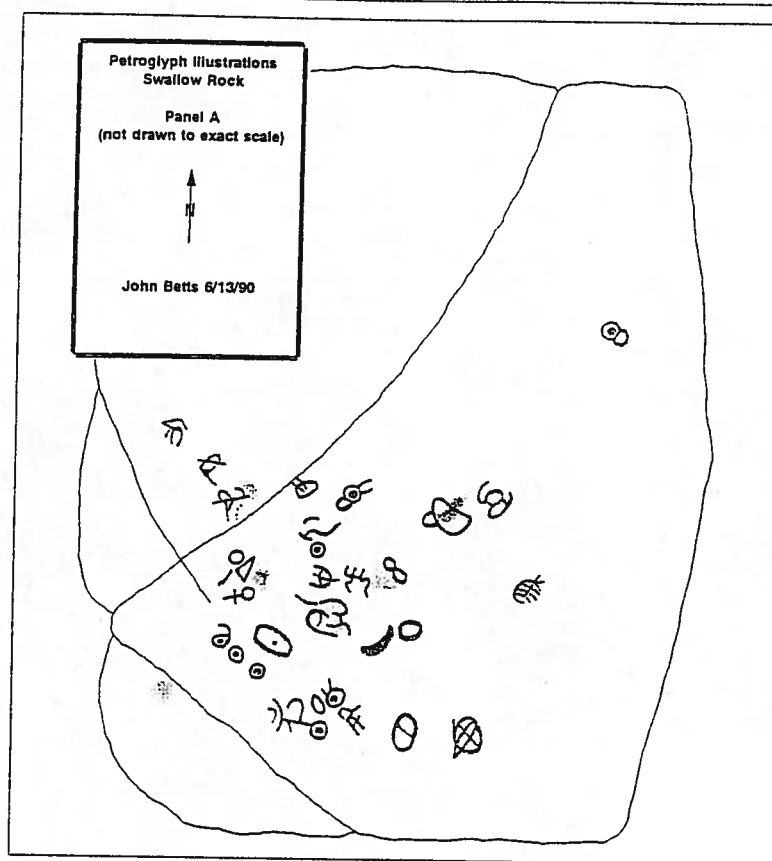 Petroglyph Illustrations
Swallow Rock
Panel A
(not drawn to exact scale)
N
John Betts 6/13/90